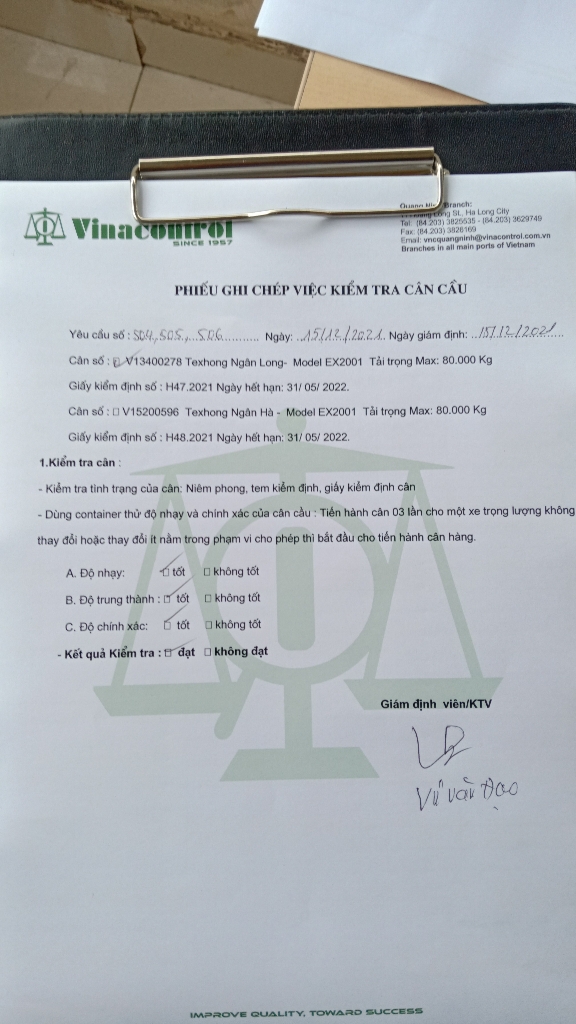 Vinacontrol
SINCE 1957
Branch:
Long St., Ha Long City
Tel: (84.203) 3825535 - (84.203) 3629749
Fax: (84.203) 3826169
Email: vncquangninh@vinacontrol.com.vn
Branches in all main ports of Vietnam
PHIẾU GHI CHÉP VIỆC KIỂM TRA CÂN CẦU
Yêu cầu số : 504, 505, 506 Ngày: 15/12/2021. Ngày giám định: 15/12/2021
Cân số : ☐ V13400278 Texhong Ngân Long- Model EX2001 Tải trọng Max: 80.000 Kg
Giấy kiểm định số : H47.2021 Ngày hết hạn: 31/ 05/ 2022.
Cân số : ☐ V15200596 Texhong Ngân Hà - Model EX2001 Tải trọng Max: 80.000 Kg
Giấy kiểm định số : H48.2021 Ngày hết hạn: 31/ 05/ 2022.
1.Kiểm tra cân :
- Kiểm tra tình trạng của cân: Niêm phong, tem kiểm định, giấy kiểm định cân
- Dùng container thử độ nhạy và chính xác của cân cầu : Tiến hành cân 03 lần cho một xe trọng lượng không
thay đổi hoặc thay đổi ít nằm trong phạm vi cho phép thì bắt đầu cho tiến hành cân hàng.
A. Độ nhạy: ☐ tốt ☐ không tốt
B. Độ trung thành : ☐ tốt ☐ không tốt
C. Độ chính xác: ☐ tốt ☐ không tốt
- Kết quả Kiểm tra : ☐ đạt ☐ không đạt
Giám định viên/KTV
Vũ Văn Đạo
IMPROVE QUALITY, TOWARD SUCCESS